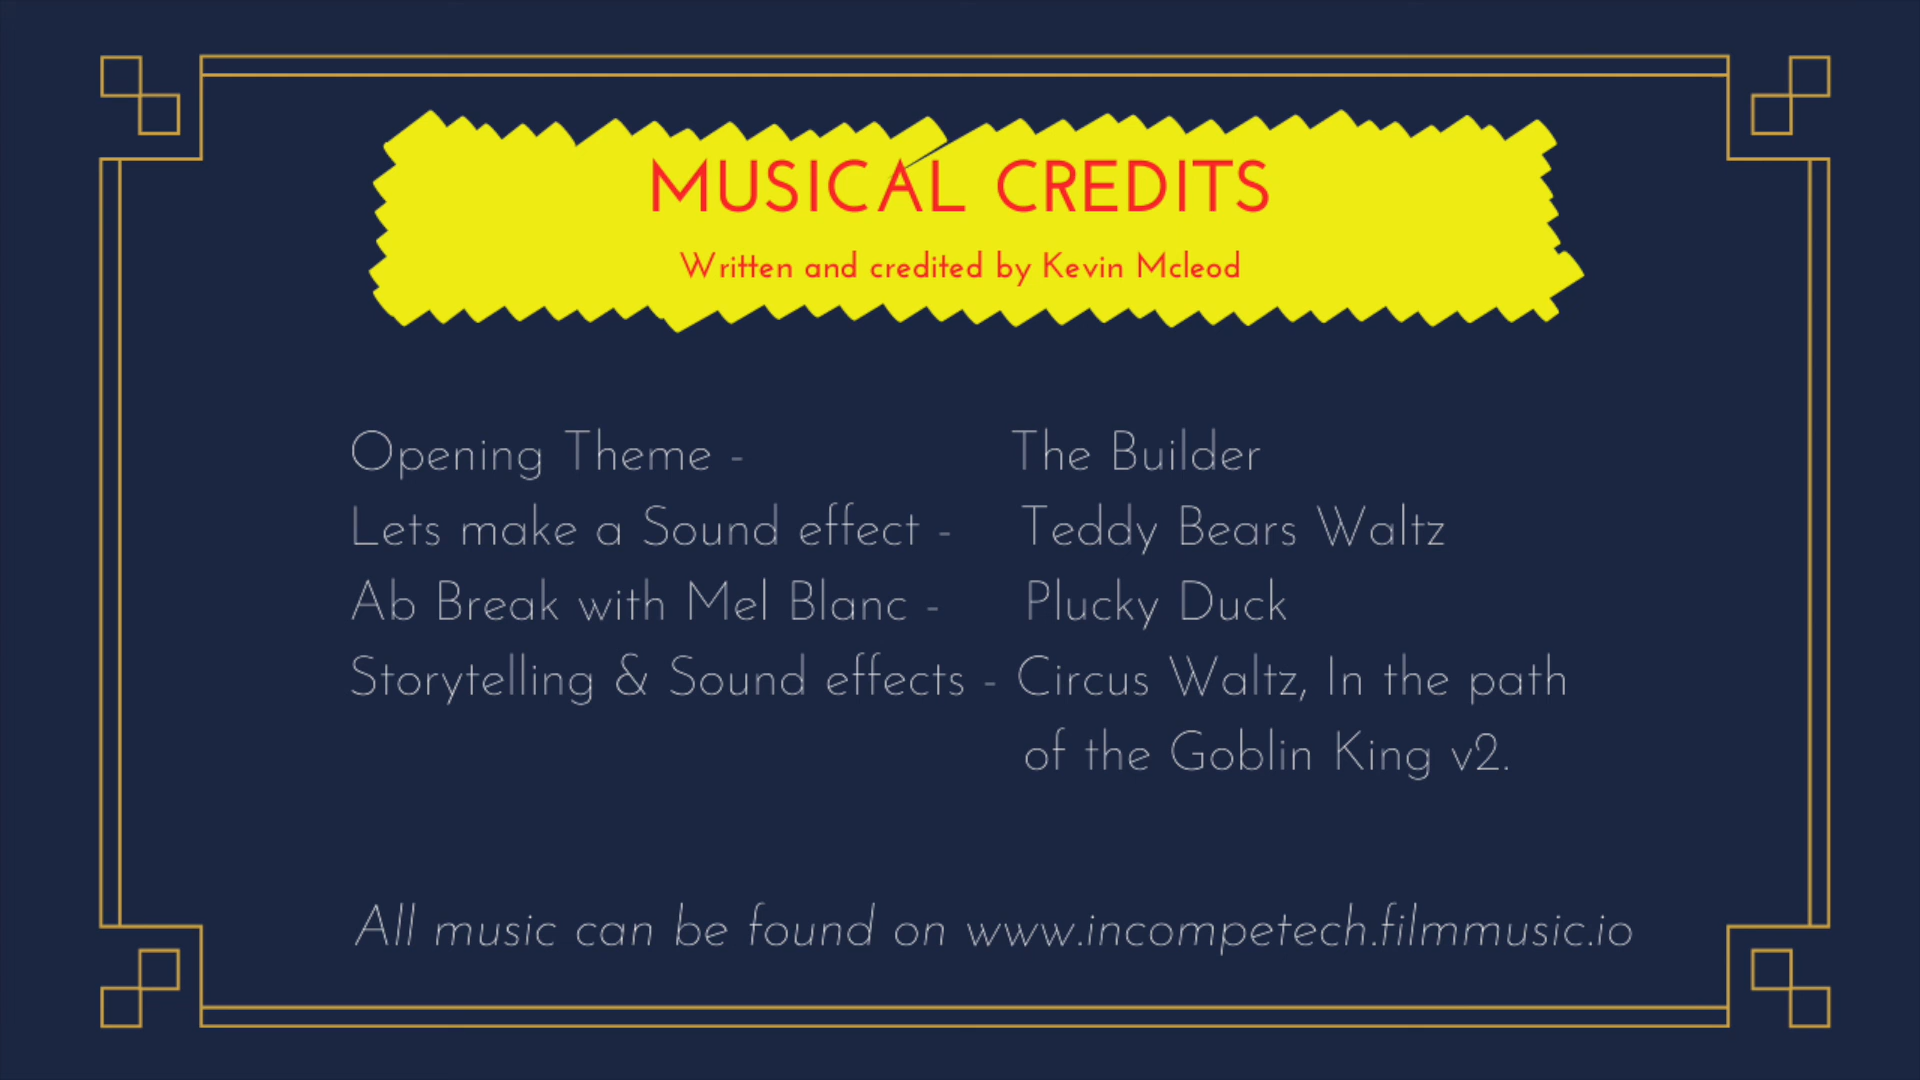 MUSICAL CREDITS
Written and credited by Kevin Mcleod
Opening Theme - The Builder
Lets make a Sound effect - Teddy Bears Waltz
Ab Break with Mel Blanc - Plucky Duck
Storytelling & Sound effects - Circus Waltz, In the path
of the Goblin King v2.
All music can be found on www.incompetech.filmmusic.io